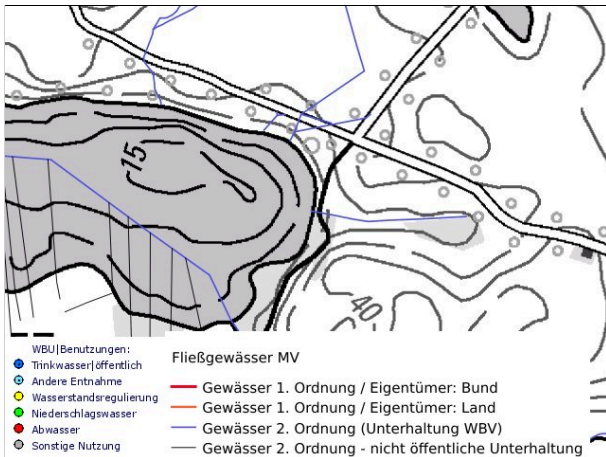 15
40
WBU|Benutzungen:
Trinkwasser|öffentlich
Andere Entnahme
Wasserstandsregulierung
Niederschlagswasser
Abwasser
Sonstige Nutzung
Fließgewässer MV
Gewässer 1. Ordnung / Eigentümer: Bund
Gewässer 1. Ordnung / Eigentümer: Land
Gewässer 2. Ordnung (Unterhaltung WBV)
Gewässer 2. Ordnung - nicht öffentliche Unterhaltung